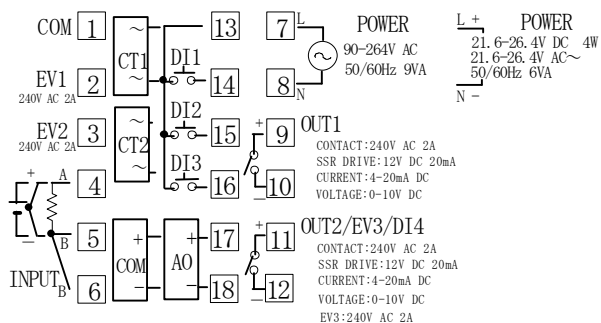 COM 1 13 7 L POWER L + POWER
CT1
~ ~
90-264V AC
50/60Hz 9VA
21.6-26.4V DC 4W
21.6-26.4V AC~
50/60Hz 6VA
N -
EV1 2 DI1 14 8 N
240V AC 2A
EV2 3 DI2 15 + 9 OUT1
240V AC 2A
CT2
~ ~
CONTACT:240V AC 2A
SSR DRIVE:12V DC 20mA
CURRENT:4-20mA DC
VOLTAGE:0-10V DC
+ A 4 DI3 16 - 10
- B 5 + COM - + AO - 17 + 11 OUT2/EV3/DI4
CONTACT:240V AC 2A
SSR DRIVE:12V DC 20mA
CURRENT:4-20mA DC
VOLTAGE:0-10V DC
EV3:240V AC 2A
INPUT B 6 18 - 12